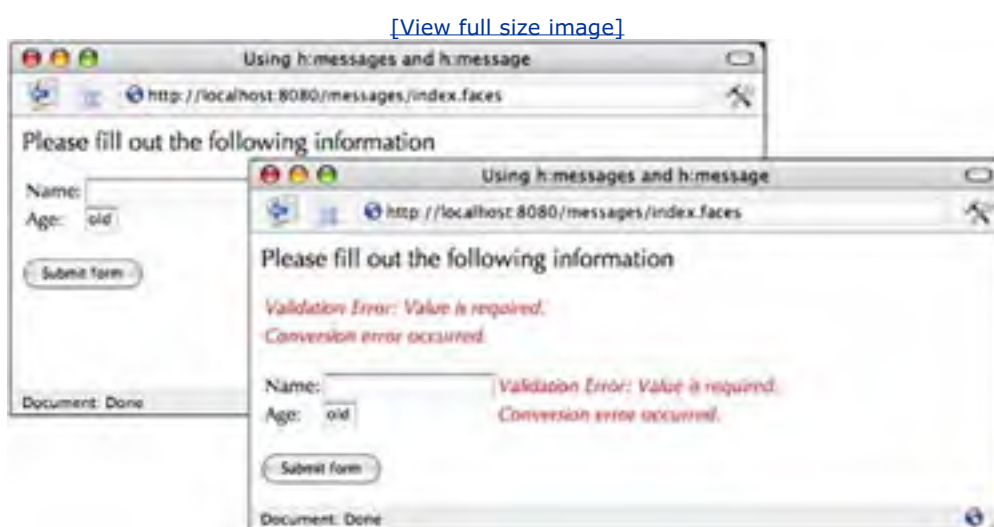 [View full size image]
Using h:messages and h:message
http://localhost:8080/messages/index.faces
Please fill out the following information
Name:
Age: old
Submit form
Document: Done
Using h:messages and h:message
http://localhost:8080/messages/index.faces
Please fill out the following information
Validation Error: Value is required.
Conversion error occurred.
Name: Validation Error: Value is required.
Age: old Conversion error occurred.
Submit form
Document: Done